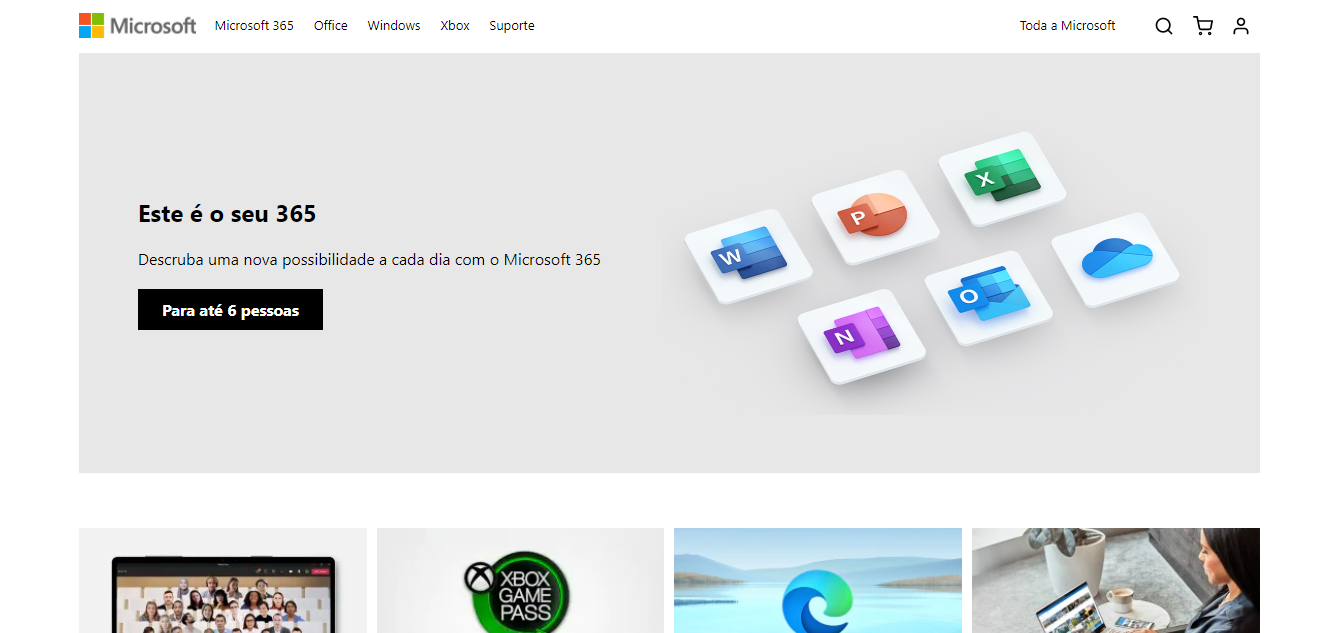 Microsoft Microsoft 365 Office Windows Xbox Suporte Toda a Microsoft
Este é o seu 365
Descruba uma nova possibilidade a cada dia com o Microsoft 365
Para até 6 pessoas
X
P
W
O
N
XBOX
GAME
PASS